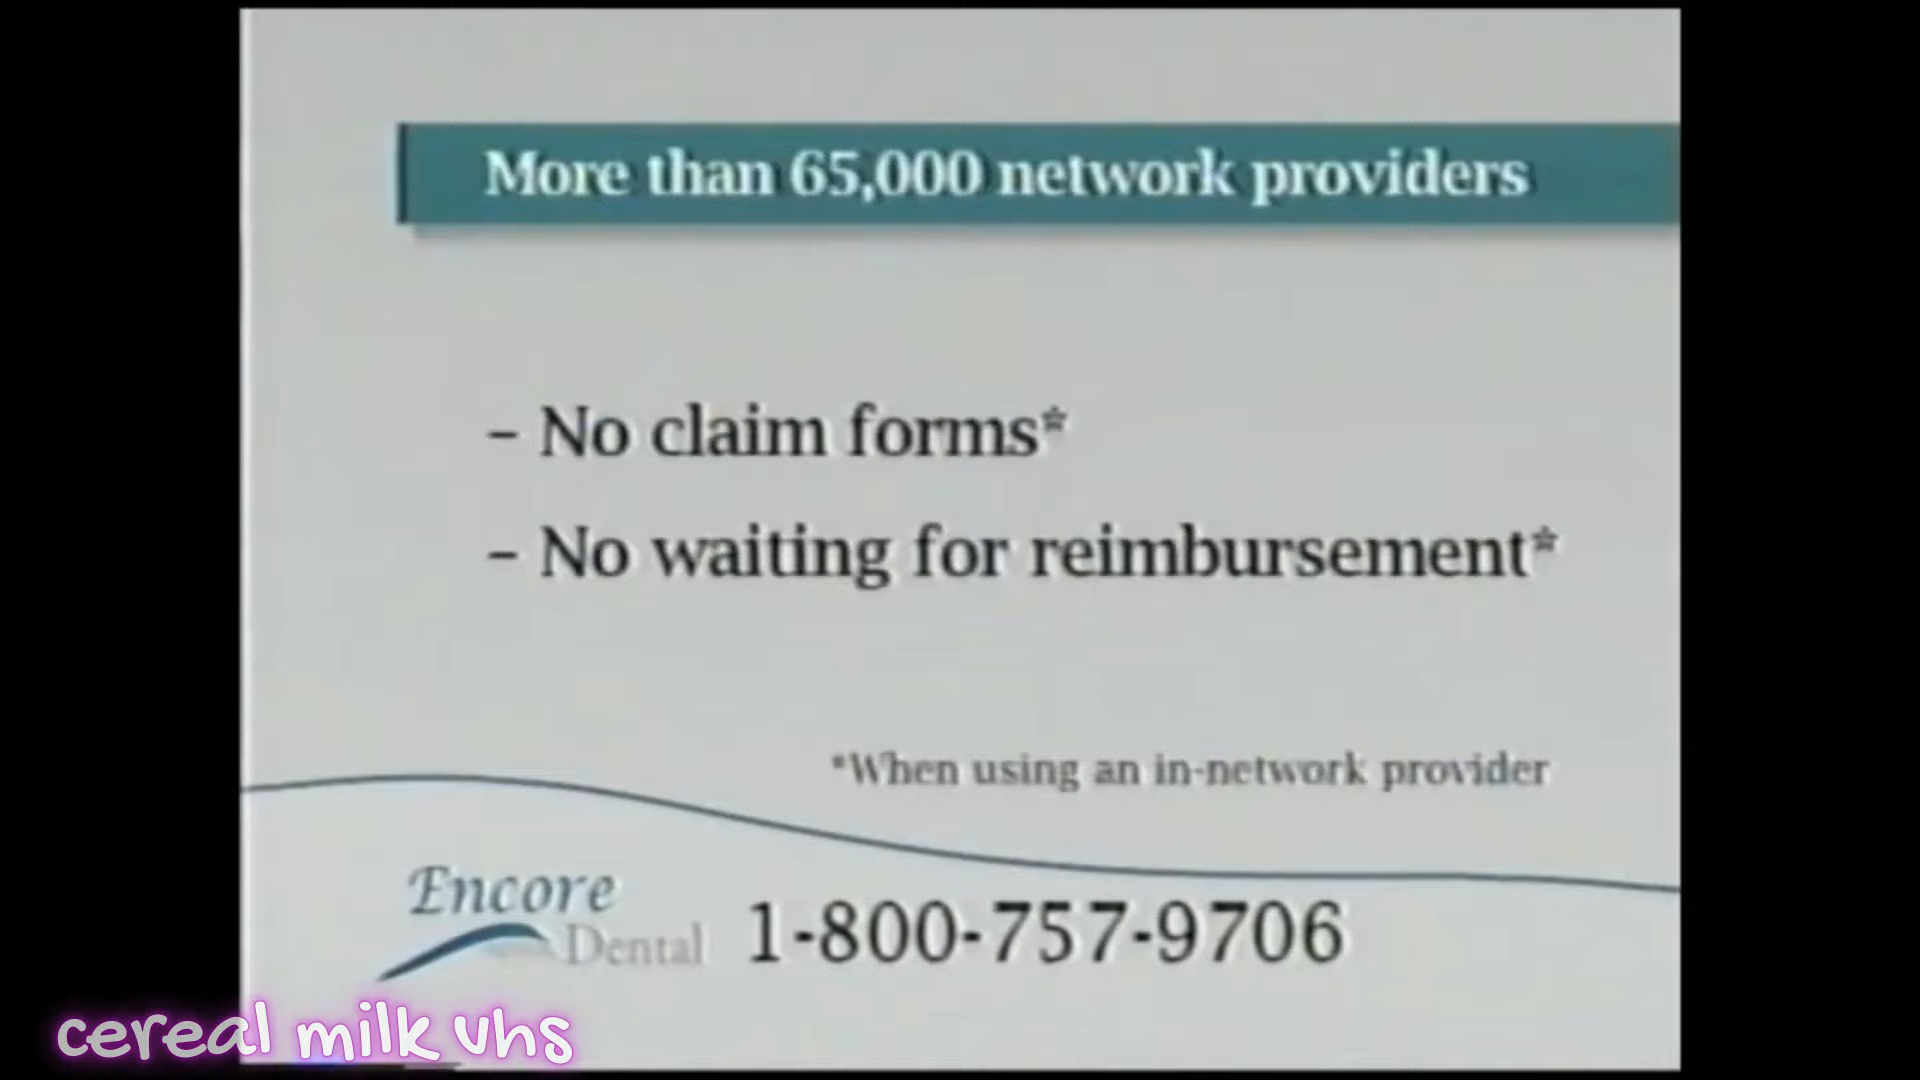 More than 65,000 network providers
– No claim forms*
– No waiting for reimbursement*
*When using an in-network provider
Encore
Dental
1-800-757-9706
cereal milk vhs